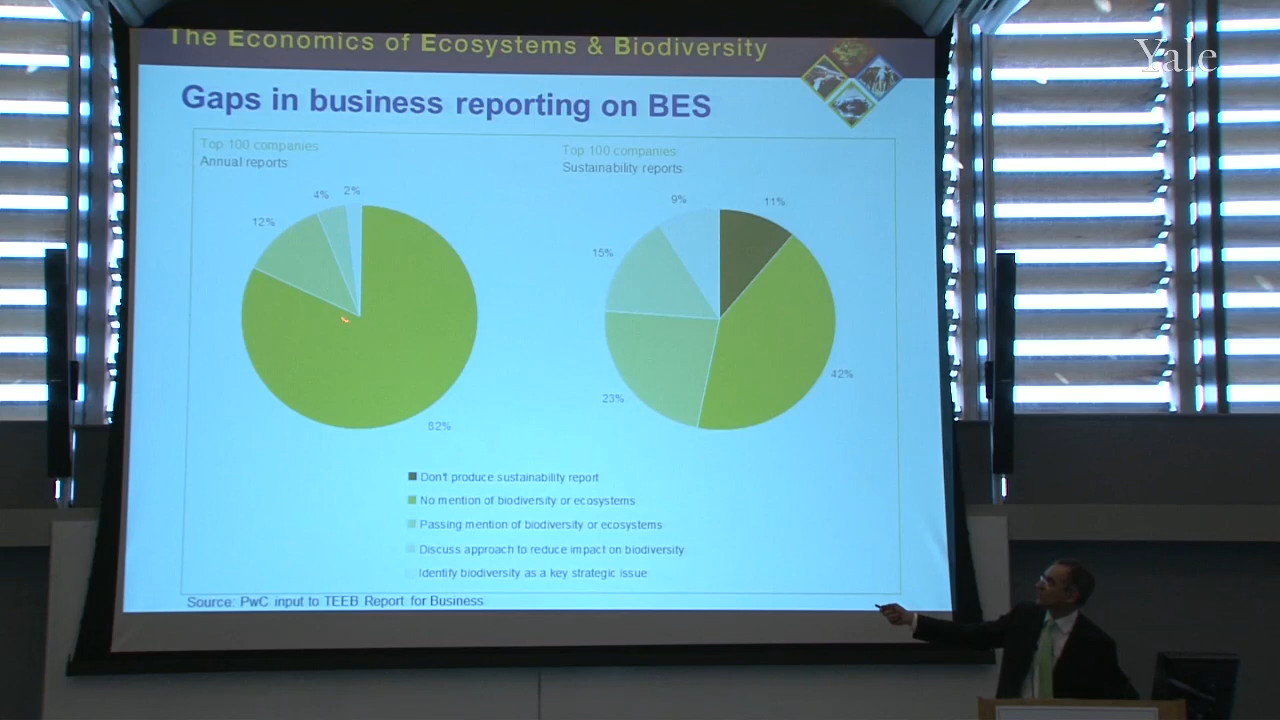 The Economics of Ecosystems & Biodiversity
Yale
Gaps in business reporting on BES
Top 100 companies
Annual reports
Top 100 companies
Sustainability reports
4%
2%
12%
82%
9%
11%
15%
42%
23%
Don't produce sustainability report
No mention of biodiversity or ecosystems
Passing mention of biodiversity or ecosystems
Discuss approach to reduce impact on biodiversity
Identify biodiversity as a key strategic issue
Source: PwC input to TEEB Report for Business